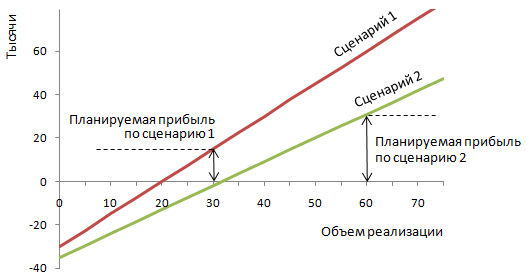 Тысячи
60
40
20
0
-20
-40
0
10
20
30
40
50
60
70
Сценарий 1
Сценарий 2
Планируемая прибыль
по сценарию 1
Планируемая прибыль
по сценарию 2
Объем реализации